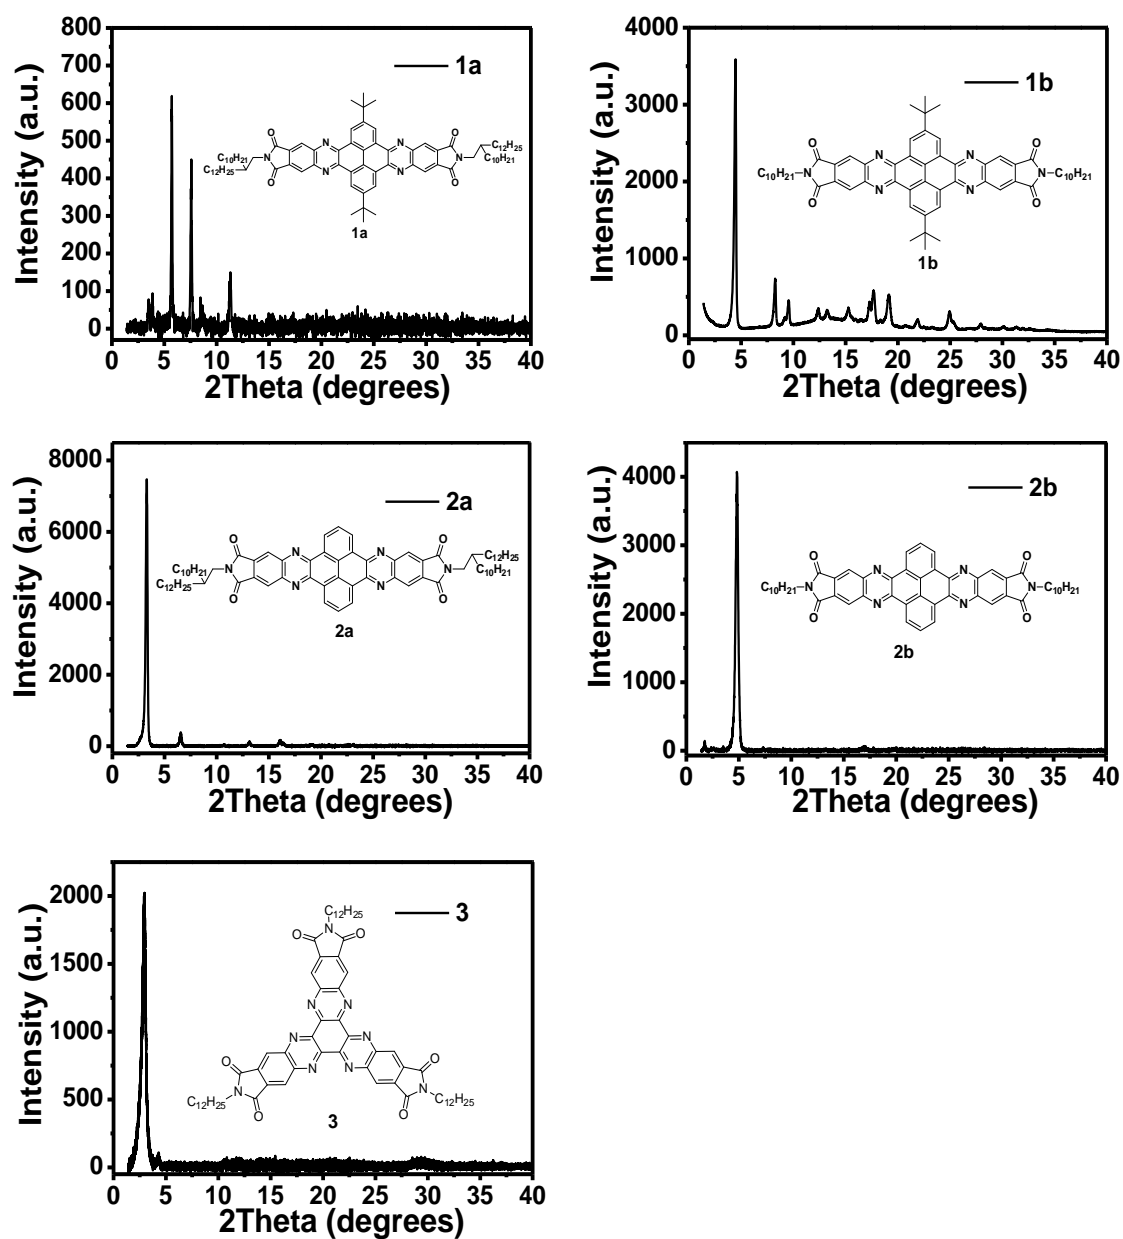 800
700
600
500
400
300
200
100
0
Intensity (a.u.)
1a
O
O
C10H21
C12H25
N
N
N
N
N
N
C12H25
C10H21
O
O
1a
0 5 10 15 20 25 30 35 40
2Theta (degrees)
4000
3000
2000
1000
0
Intensity (a.u.)
1b
O
O
C10H21
N
N
N
N
N
N
C10H21
O
O
1b
0 5 10 15 20 25 30 35 40
2Theta (degrees)
8000
6000
4000
2000
0
Intensity (a.u.)
2a
O
O
C10H21
C12H25
N
N
N
N
N
N
C12H25
C10H21
O
O
2a
0 5 10 15 20 25 30 35 40
2Theta (degrees)
4000
3000
2000
1000
0
Intensity (a.u.)
2b
O
O
C10H21
N
N
N
N
N
N
C10H21
O
O
2b
0 5 10 15 20 25 30 35 40
2Theta (degrees)
2000
1500
1000
500
0
Intensity (a.u.)
3
C12H25
N
O
O
N
N
N
N
O
O
N
N
N
N
C12H25
O
O
C12H25
3
0 5 10 15 20 25 30 35 40
2Theta (degrees)